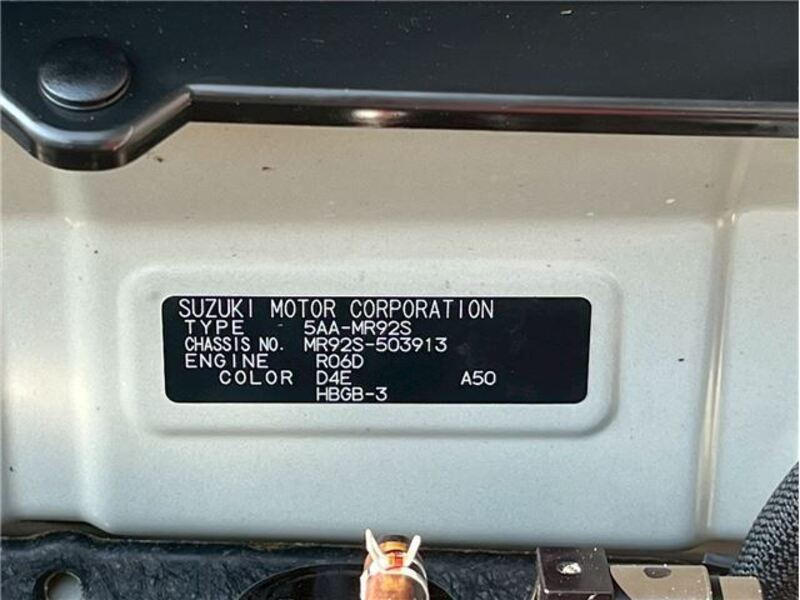 SUZUKI MOTOR CORPORATION
TYPE 5AA-MR92S
CHASSIS NO. MR92S-503913
ENGINE R06D
COLOR D4E A50
HBGB-3